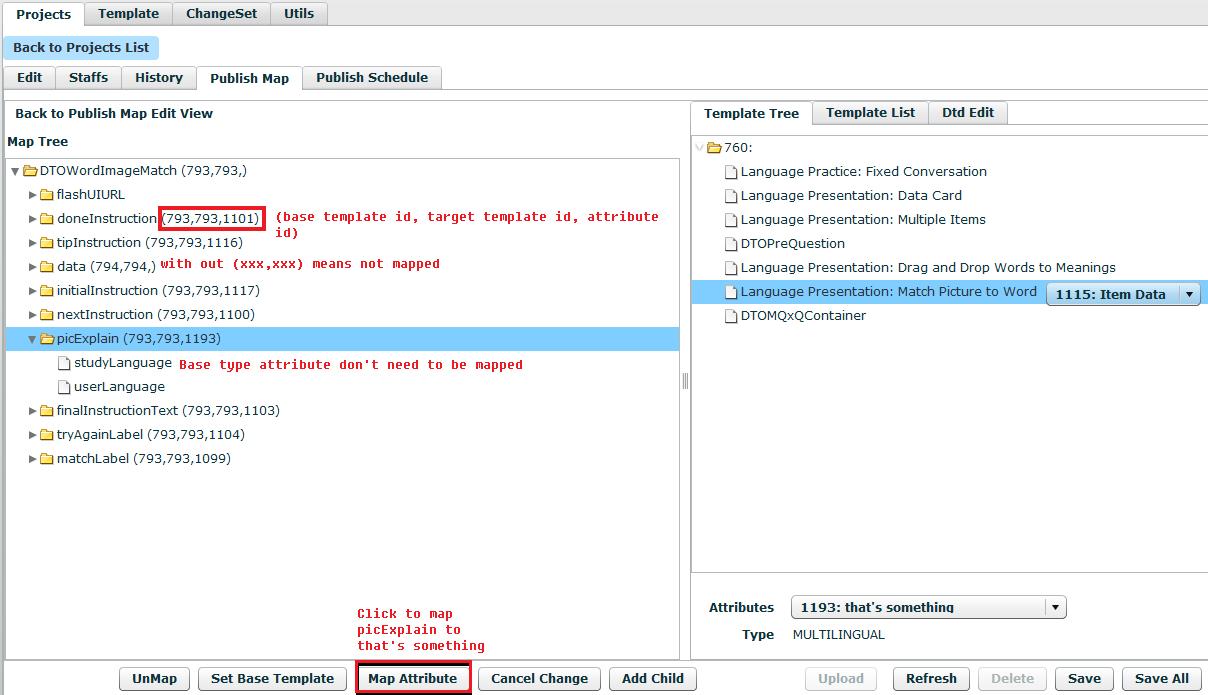 Projects Template ChangeSet Utils
Back to Projects List
Edit Staffs History Publish Map Publish Schedule
Back to Publish Map Edit View
Map Tree
DTOWordImageMatch (793,793,)
flashUIURL
doneInstruction (793,793,1101) (base template id, target template id, attribute
id)
tipInstruction (793,793,1116)
data (794,794,) with out (xxx,xxx) means not mapped
initialInstruction (793,793,1117)
nextInstruction (793,793,1100)
picExplain (793,793,1193)
studyLanguage Base type attribute don't need to be mapped
userLanguage
finalInstructionText (793,793,1103)
tryAgainLabel (793,793,1104)
matchLabel (793,793,1099)
Click to map
picExplain to
that's something
UnMap Set Base Template Map Attribute Cancel Change Add Child
Template Tree Template List Dtd Edit
760:
Language Practice: Fixed Conversation
Language Presentation: Data Card
Language Presentation: Multiple Items
DTOPreQuestion
Language Presentation: Drag and Drop Words to Meanings
Language Presentation: Match Picture to Word 1115: Item Data
DTOMQxQContainer
Attributes 1193: that's something
Type MULTILINGUAL
Upload Refresh Delete Save Save All